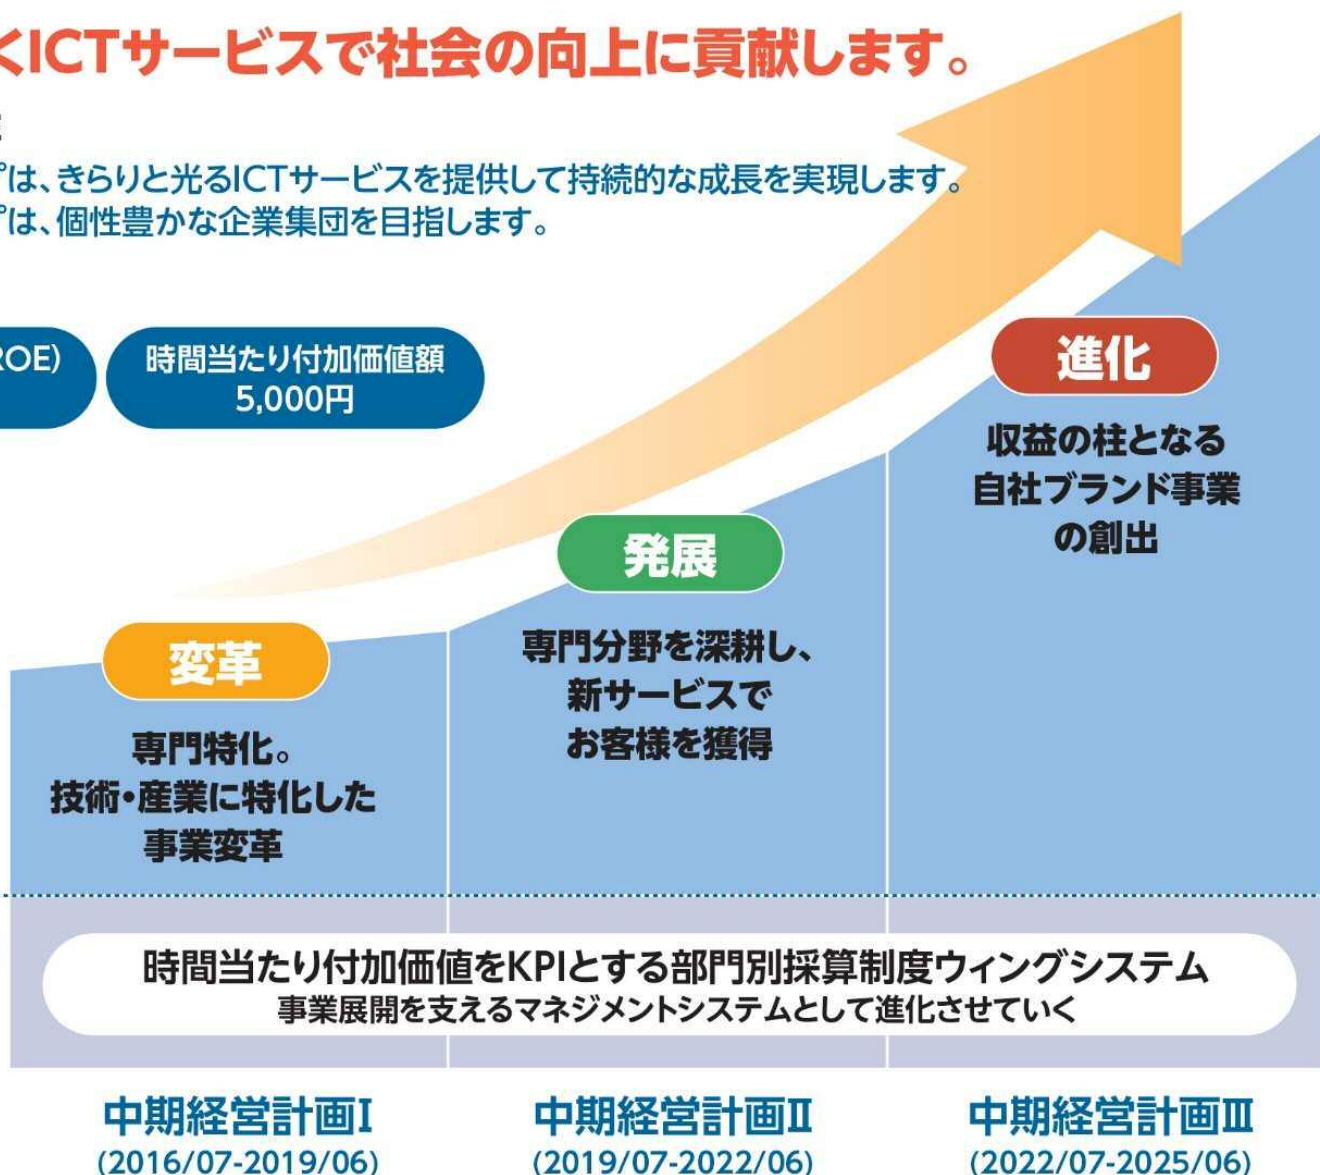 くICTサービスで社会の向上に貢献します。
は、きらりと光るICTサービスを提供して持続的な成長を実現します。
は、個性豊かな企業集団を目指します。
ROE)
時間当たり付加価値額
5,000円
進化
収益の柱となる
自社ブランド事業
の創出
発展
専門分野を深耕し、
新サービスで
お客様を獲得
変革
専門特化。
技術・産業に特化した
事業変革
時間当たり付加価値をKPIとする部門別採算制度ウィングシステム
事業展開を支えるマネジメントシステムとして進化させていく
中期経営計画Ⅰ
(2016/07-2019/06)
中期経営計画Ⅱ
(2019/07-2022/06)
中期経営計画Ⅲ
(2022/07-2025/06)